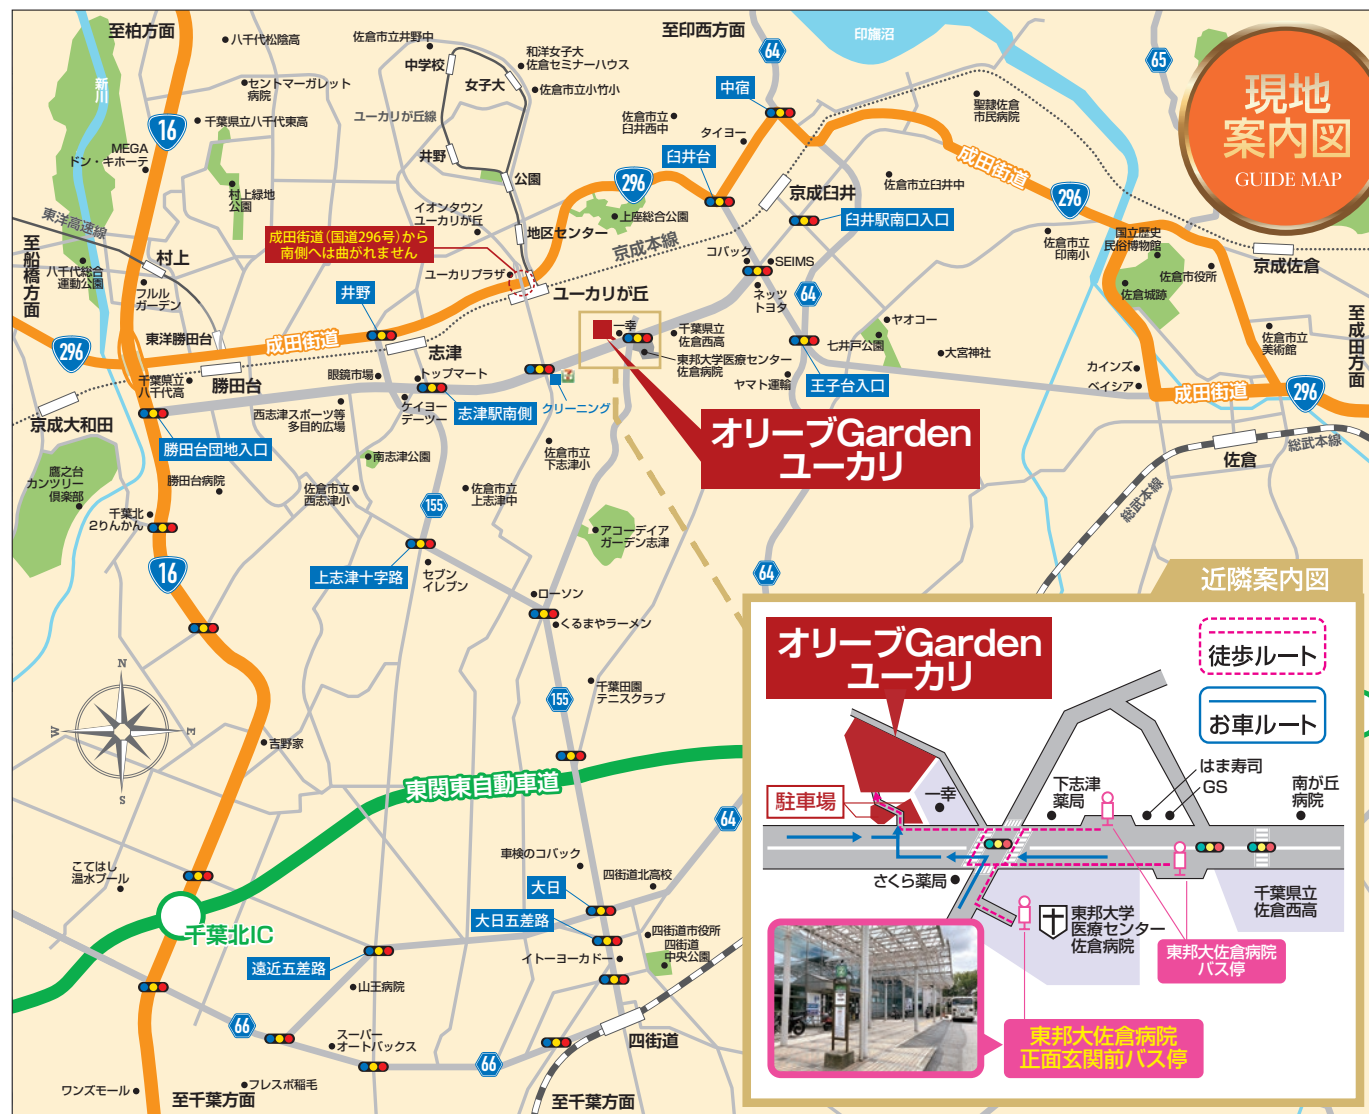 現地
案内図
GUIDE MAP
至柏方面
八千代松陰高
佐倉市立井野中
中学校
女子大
和洋女子大
佐倉セミナーハウス
佐倉市立小竹小
至印西方面
64
印旛沼
65
新川
セントマーガレット
病院
16
千葉県立八千代東高
MEGA
ドン・キホーテ
ユーカリが丘線
井野
公園
佐倉市立
臼井西中
タイヨー
中宿
聖隷佐倉
市民病院
臼井台
296
成田街道
296
村上緑地
公園
イオンタウン
ユーカリが丘
上座総合公園
京成臼井
佐倉市立臼井中
臼井駅南口入口
東洋高速線
至船橋方面
八千代総合
運動公園
村上
フルル
ガーデン
成田街道(国道296号)から
南側へは曲がれません
地区センター
京成本線
ユーカリプラザ
ユーカリが丘
コバック
SEIMS
ネッツ
トヨタ
64
佐倉市立
印南小
国立歴史
民俗博物館
佐倉市役所
佐倉城跡
京成佐倉
至成田方面
井野
東洋勝田台
成田街道
296
志津
一幸
千葉県立
佐倉西高
東邦大学医療センター
佐倉病院
ヤマト運輸
七井戸公園
ヤオコー
大宮神社
王子台入口
佐倉市立
美術館
カインズ
ベイシア
成田街道
296
千葉県立
八千代高
勝田台
眼鏡市場
トップマート
クリーニング
京成大和田
西志津スポーツ等
多目的広場
ケイヨー
デーツー
志津駅南側
オリーブGarden
ユーカリ
勝田台団地入口
佐倉
総武本線
総武本線
鷹之台
カンツリー
倶楽部
勝田台病院
南志津公園
佐倉市立
西志津小
佐倉市立
上志津中
佐倉市立
下志津小
155
千葉北
2りんかん
アコーデイア
ガーデン志津
16
上志津十字路
セブン
イレブン
64
ローソン
くるまやラーメン
N
W
E
S
155
千葉田園
テニスクラブ
吉野家
東関東自動車道
64
こてはし
温水プール
車検のコバック
四街道北高校
大日
千葉北IC
大日五差路
四街道市役所
四街道
中央公園
遠近五差路
イトーヨーカドー
山王病院
66
スーパー
オートバックス
66
四街道
ワンズモール
フレスポ稲毛
至千葉方面
至千葉方面
近隣案内図
オリーブGarden
ユーカリ
徒歩ルート
お車ルート
駐車場
一幸
下志津
薬局
はま寿司
GS
南が丘
病院
さくら薬局
東邦大学
医療センター
佐倉病院
千葉県立
佐倉西高
東邦大佐倉病院
バス停
東邦大佐倉病院
正面玄関前バス停